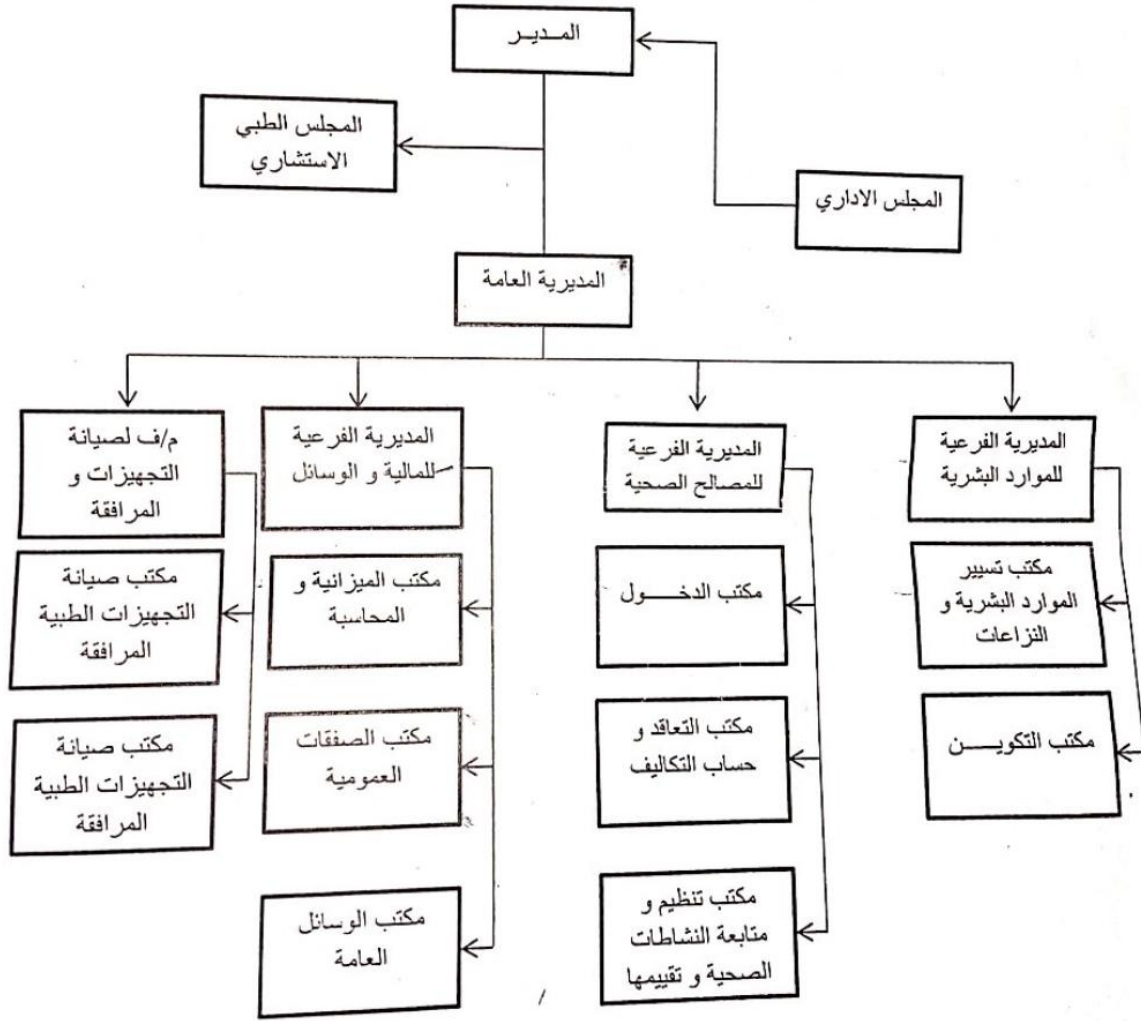 المـديـر
المجلس الطبي
الاستشاري
المجلس الاداري
المديرية العامة
المديرية الفرعية
للموارد البشرية
المديرية الفرعية
للمصالح الصحية
المديرية الفرعية
للمالية و الوسائل
م/ف لصيانة
التجهيزات و
المرافقة
مكتب تسيير
الموارد البشرية و
النزاعات
مكتب الدخـــول
مكتب الميزانية و
المحاسبة
مكتب صيانة
التجهيزات الطبية
المرافقة
مكتب التكويـــن
مكتب التعاقد و
حساب التكاليف
مكتب الصفقات
العمومية
مكتب صيانة
التجهيزات الطبية
المرافقة
مكتب تنظيم و
متابعة النشاطات
الصحية و تقييمها
مكتب الوسائل
العامة